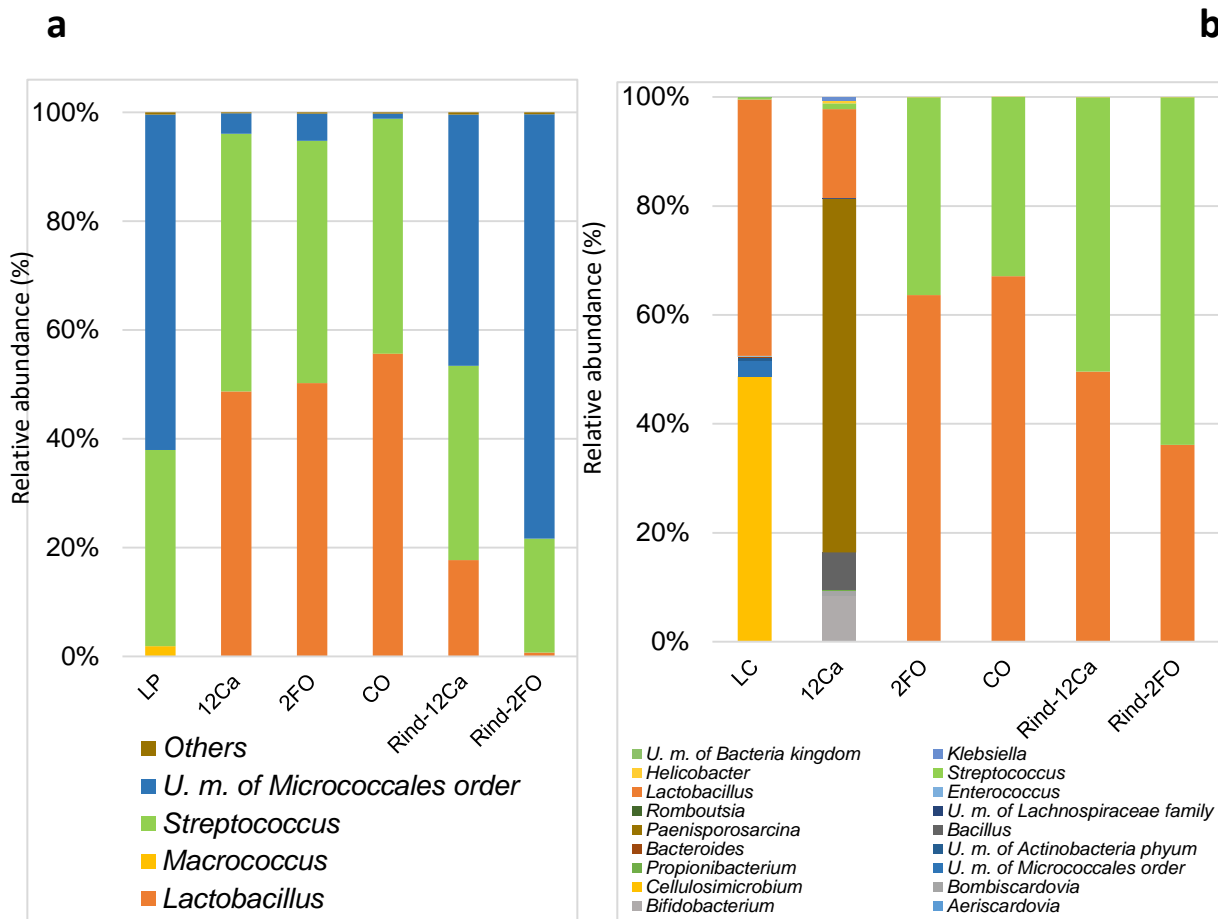 a
Relative abundance (%)
100%
80%
60%
40%
20%
0%
LP
12Ca
2FO
CO
Rind-12Ca
Rind-2FO
Others
U. m. of Micrococcales order
Streptococcus
Macrococcus
Lactobacillus
b
Relative abundance (%)
100%
80%
60%
40%
20%
0%
LC
12Ca
2FO
CO
Rind-12Ca
Rind-2FO
U. m. of Bacteria kingdom
Klebsiella
Helicobacter
Streptococcus
Lactobacillus
Enterococcus
Romboutsia
U. m. of Lachnospiraceae family
Paenisporosarcina
Bacillus
Bacteroides
U. m. of Actinobacteria phyum
Propionibacterium
U. m. of Micrococcales order
Cellulosimicrobium
Bombiscardovia
Bifidobacterium
Aeriscardovia